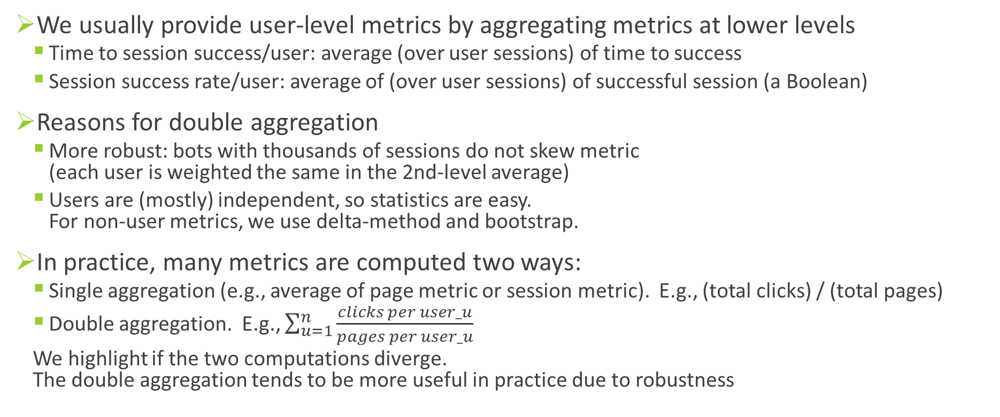 We usually provide user-level metrics by aggregating metrics at lower levels
Time to session success/user: average (over user sessions) of time to success
Session success rate/user: average of (over user sessions) of successful session (a Boolean)
Reasons for double aggregation
More robust: bots with thousands of sessions do not skew metric
(each user is weighted the same in the 2nd-level average)
Users are (mostly) independent, so statistics are easy.
For non-user metrics, we use delta-method and bootstrap.
In practice, many metrics are computed two ways:
Single aggregation (e.g., average of page metric or session metric).  E.g., (total clicks) / (total pages)
Double aggregation.  E.g., ∑ⁿᵤ₌₁ clicks per user_u / pages per user_u
We highlight if the two computations diverge.
The double aggregation tends to be more useful in practice due to robustness